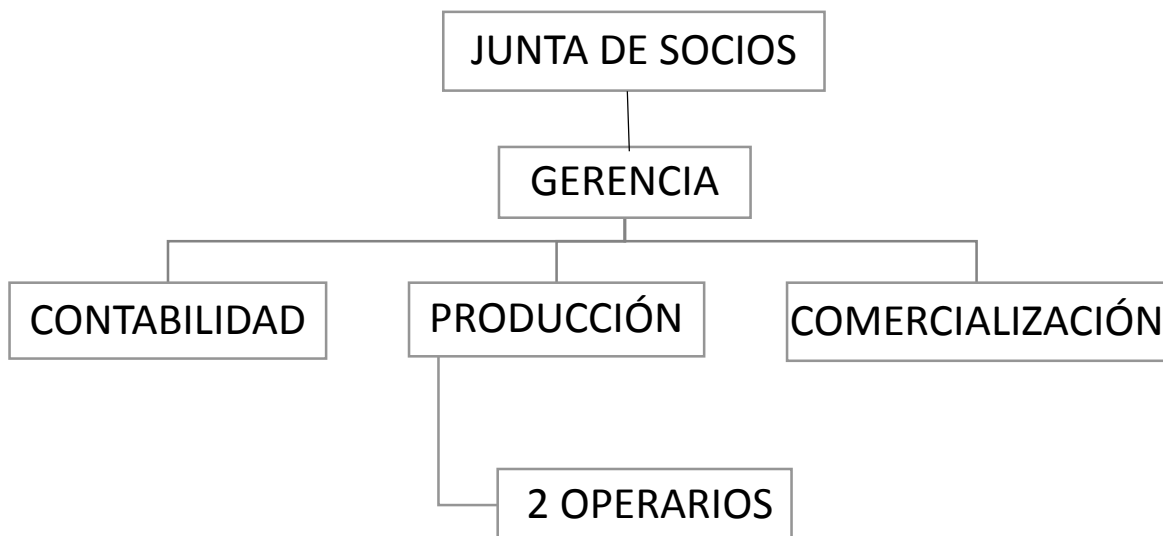 JUNTA DE SOCIOS
GERENCIA
CONTABILIDAD
PRODUCCIÓN
COMERCIALIZACIÓN
2 OPERARIOS